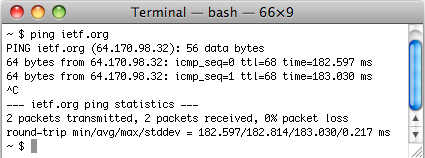 Terminal — bash — 66×9
~ $ ping ietf.org
PING ietf.org (64.170.98.32): 56 data bytes
64 bytes from 64.170.98.32: icmp_seq=0 ttl=68 time=182.597 ms
64 bytes from 64.170.98.32: icmp_seq=1 ttl=68 time=183.030 ms
^C
--- ietf.org ping statistics ---
2 packets transmitted, 2 packets received, 0% packet loss
round-trip min/avg/max/stddev = 182.597/182.814/183.030/0.217 ms
~ $